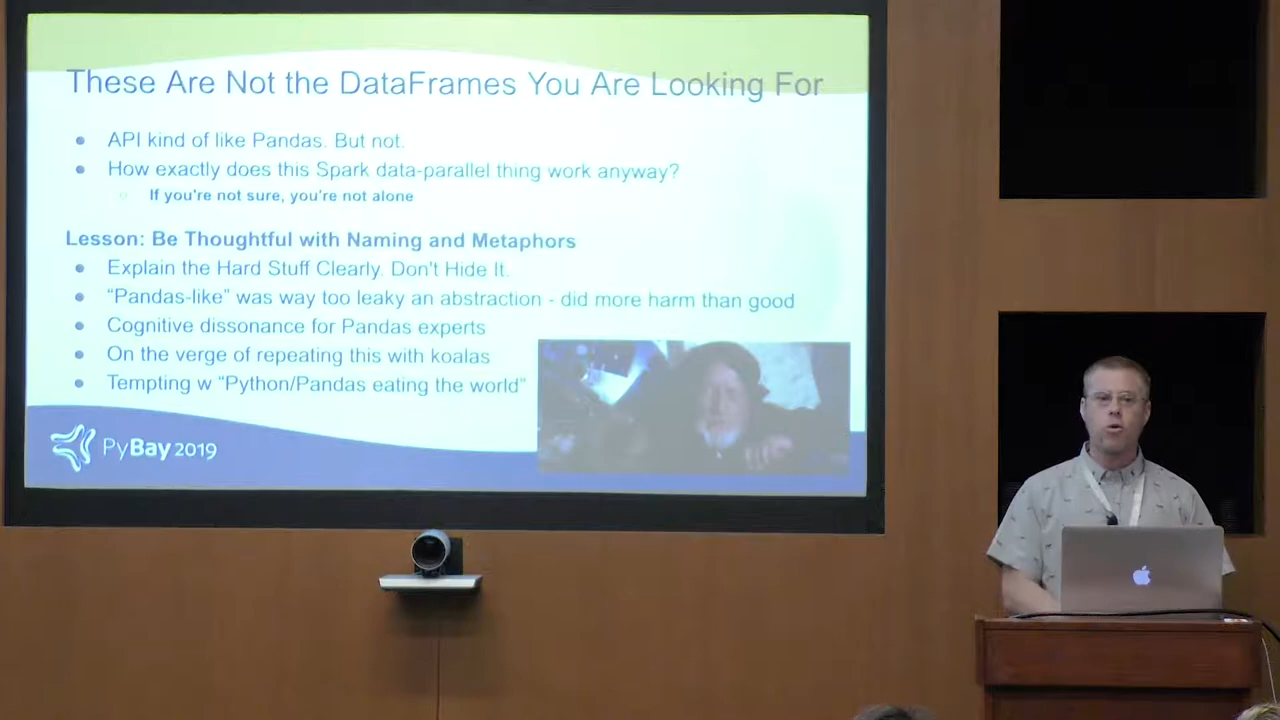 These Are Not the DataFrames You Are Looking For
API kind of like Pandas. But not.
How exactly does this Spark data-parallel thing work anyway?
If you're not sure, you're not alone
Lesson: Be Thoughtful with Naming and Metaphors
Explain the Hard Stuff Clearly. Don't Hide It.
“Pandas-like” was way too leaky an abstraction - did more harm than good
Cognitive dissonance for Pandas experts
On the verge of repeating this with koalas
Tempting w “Python/Pandas eating the world”
PyBay 2019